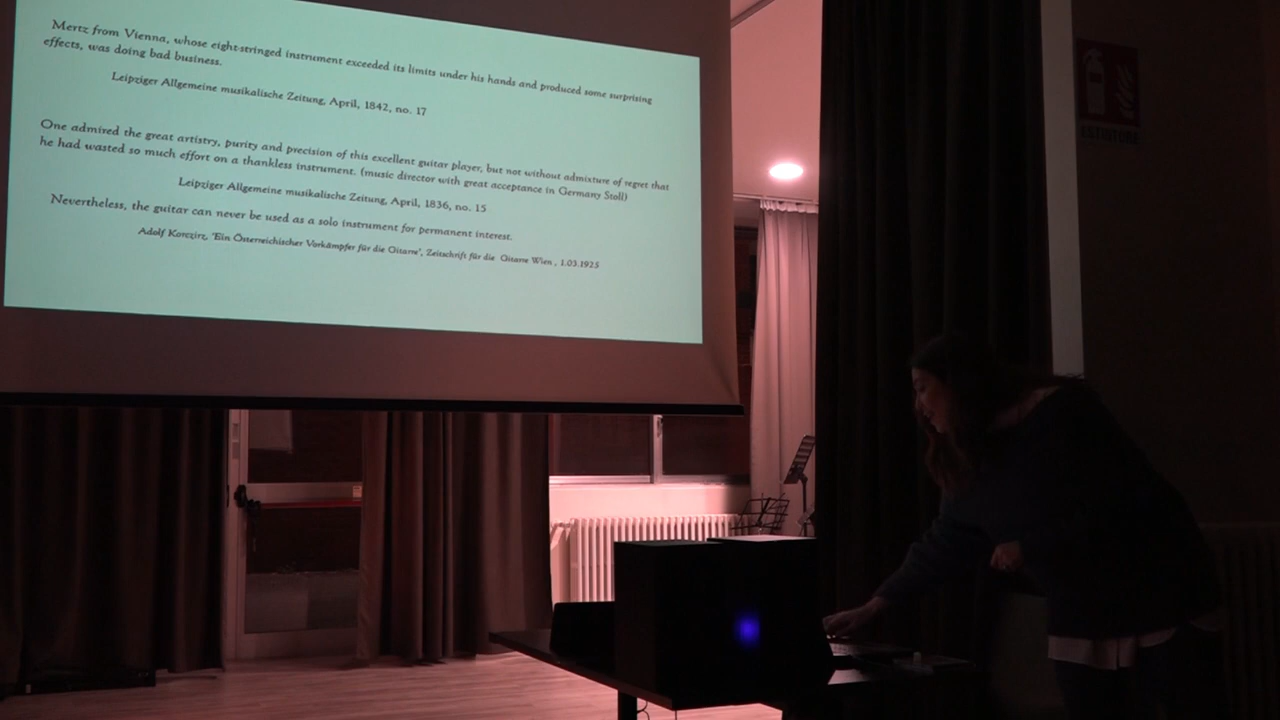 Mertz from Vienna, whose eight-stringed instrument exceeded its limits under his hands and produced some surprising
effects, was doing bad business.
Leipziger Allgemeine musikalische Zeitung, April, 1842, no. 17
One admired the great artistry, purity and precision of this excellent guitar player, but not without admixture of regret that
he had wasted so much effort on a thankless instrument. (music director with great acceptance in Germany Stoll)
Leipziger Allgemeine musikalische Zeitung, April, 1836, no. 15
Nevertheless, the guitar can never be used as a solo instrument for permanent interest.
Adolf Korczirz, 'Ein Österreichischer Vorkämpfer für die Gitarre', Zeitschrift für die Gitarre Wien , 1.03.1925
ESTINTORE